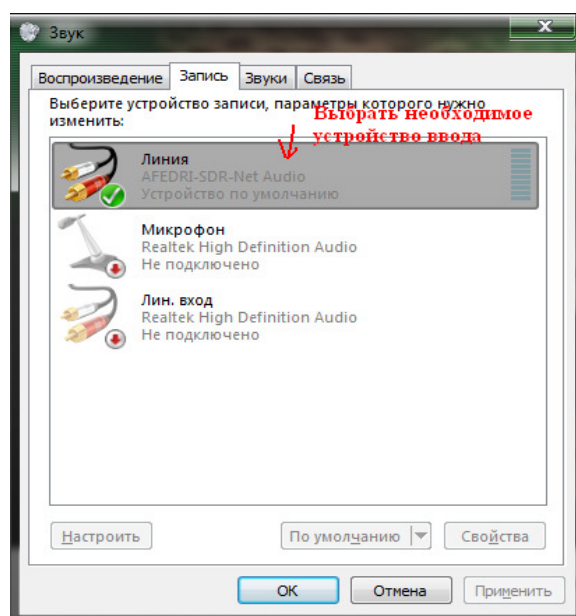 Звук
Воспроизведение Запись Звуки Связь
Выберите устройство записи, параметры которого нужно
изменить:
Выбрать необходимое
устройство ввода
Линия
AFEDRI-SDR-Net Audio
Устройство по умолчанию
Микрофон
Realtek High Definition Audio
Не подключено
Лин. вход
Realtek High Definition Audio
Не подключено
Настроить По умолчанию Свойства
OK Отмена Применить